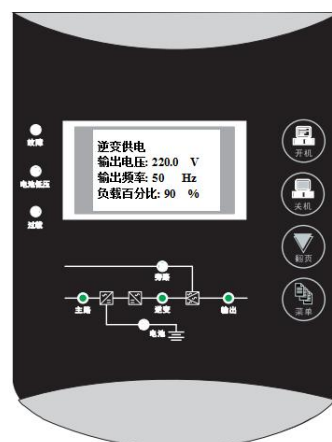 逆变供电
输出电压: 220.0 V
输出频率: 50 Hz
负载百分比: 90 %
故障
电池低压
过载
开机
关机
翻页
菜单
旁路
主路
逆变
输出
电池